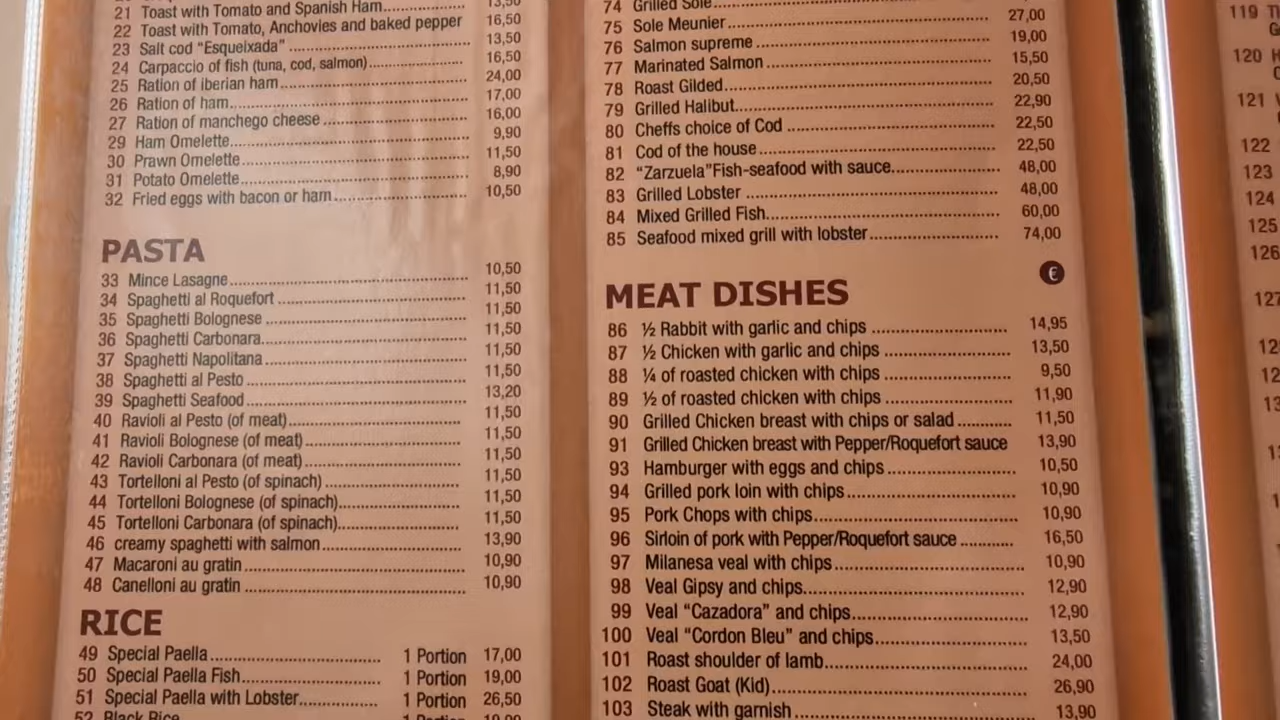 21 Toast with Tomato and Spanish Ham 13,50
22 Toast with Tomato, Anchovies and baked pepper 16,50
23 Salt cod "Esqueixada" 13,50
24 Carpaccio of fish (tuna, cod, salmon) 16,50
25 Ration of iberian ham 24,00
26 Ration of ham 17,00
27 Ration of manchego cheese 16,00
29 Ham Omelette 9,90
30 Prawn Omelette 11,50
31 Potato Omelette 8,90
32 Fried eggs with bacon or ham 10,50
PASTA
33 Mince Lasagne 10,50
34 Spaghetti al Roquefort 11,50
35 Spaghetti Bolognese 11,50
36 Spaghetti Carbonara 11,50
37 Spaghetti Napolitana 11,50
38 Spaghetti al Pesto 11,50
39 Spaghetti Seafood 13,20
40 Ravioli al Pesto (of meat) 11,50
41 Ravioli Bolognese (of meat) 11,50
42 Ravioli Carbonara (of meat) 11,50
43 Tortelloni al Pesto (of spinach) 11,50
44 Tortelloni Bolognese (of spinach) 11,50
45 Tortelloni Carbonara (of spinach) 11,50
46 creamy spaghetti with salmon 13,90
47 Macaroni au gratin 10,90
48 Canelloni au gratin 10,90
RICE
49 Special Paella 1 Portion 17,00
50 Special Paella Fish 1 Portion 19,00
51 Special Paella with Lobster 1 Portion 26,50
52 Black Rice 1 Portion
74 Grilled Sole
75 Sole Meunier 27,00
76 Salmon supreme 19,00
77 Marinated Salmon 15,50
78 Roast Gilded 20,50
79 Grilled Halibut 22,90
80 Cheffs choice of Cod 22,50
81 Cod of the house 22,50
82 "Zarzuela"Fish-seafood with sauce 48,00
83 Grilled Lobster 48,00
84 Mixed Grilled Fish 60,00
85 Seafood mixed grill with lobster 74,00
€
MEAT DISHES
86 ½ Rabbit with garlic and chips 14,95
87 ½ Chicken with garlic and chips 13,50
88 ¼ of roasted chicken with chips 9,50
89 ½ of roasted chicken with chips 11,90
90 Grilled Chicken breast with chips or salad 11,50
91 Grilled Chicken breast with Pepper/Roquefort sauce 13,90
93 Hamburger with eggs and chips 10,50
94 Grilled pork loin with chips 10,90
95 Pork Chops with chips 10,90
96 Sirloin of pork with Pepper/Roquefort sauce 16,50
97 Milanesa veal with chips 10,90
98 Veal Gipsy and chips 12,90
99 Veal "Cazadora" and chips 12,90
100 Veal "Cordon Bleu" and chips 13,50
101 Roast shoulder of lamb 24,00
102 Roast Goat (Kid) 26,90
103 Steak with garnish 13,90
119
120
121
122
123
124
125
126
127